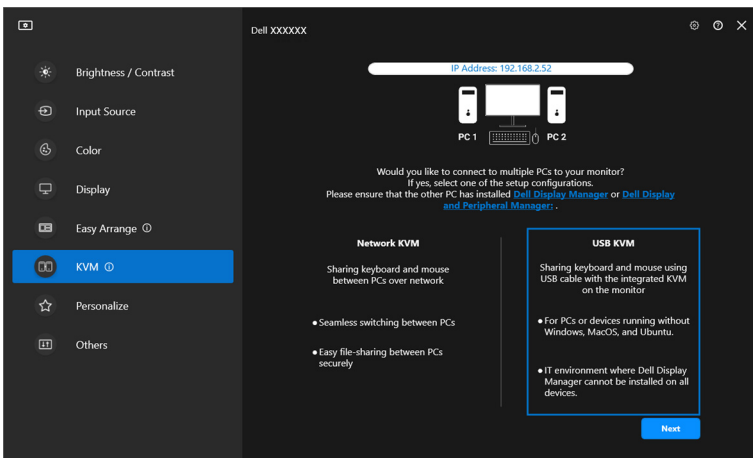 Dell XXXXXX
Brightness / Contrast
Input Source
Color
Display
Easy Arrange
KVM
Personalize
Others
IP Address: 192.168.2.52
PC 1
PC 2
Would you like to connect to multiple PCs to your monitor?
If yes, select one of the setup configurations.
Please ensure that the other PC has installed Dell Display Manager or Dell Display
and Peripheral Manager: .
Network KVM
Sharing keyboard and mouse
between PCs over network
• Seamless switching between PCs
• Easy file-sharing between PCs
securely
USB KVM
Sharing keyboard and mouse using
USB cable with the integrated KVM
on the monitor
• For PCs or devices running without
Windows, MacOS, and Ubuntu.
• IT environment where Dell Display
Manager cannot be installed on all
devices.
Next